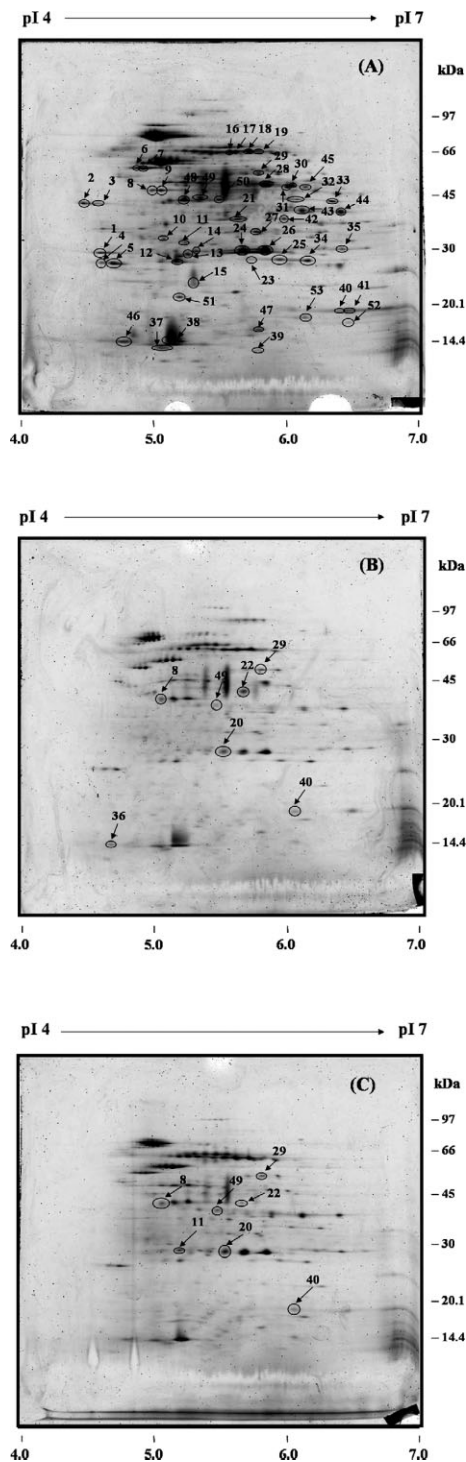 pI 4 pI 7
(A)
kDa
16 17 18 19
6 7 29 28 30 45
2 3 8 9 48 49 50 31 32 33
43 44
21 27 42
1 10 11 14 24 26 35
4 5 12 13 25 34
15 23
51 53 40 41
46 37 38 47 52
39
– 97
– 66
– 45
– 30
– 20.1
– 14.4
4.0 5.0 6.0 7.0
pI 4 pI 7
(B)
kDa
29
8 49 22
20
40
36
– 97
– 66
– 45
– 30
– 20.1
– 14.4
4.0 5.0 6.0 7.0
pI 4 pI 7
(C)
kDa
29
8 49 22
11 20
40
– 97
– 66
– 45
– 30
– 20.1
– 14.4
4.0 5.0 6.0 7.0